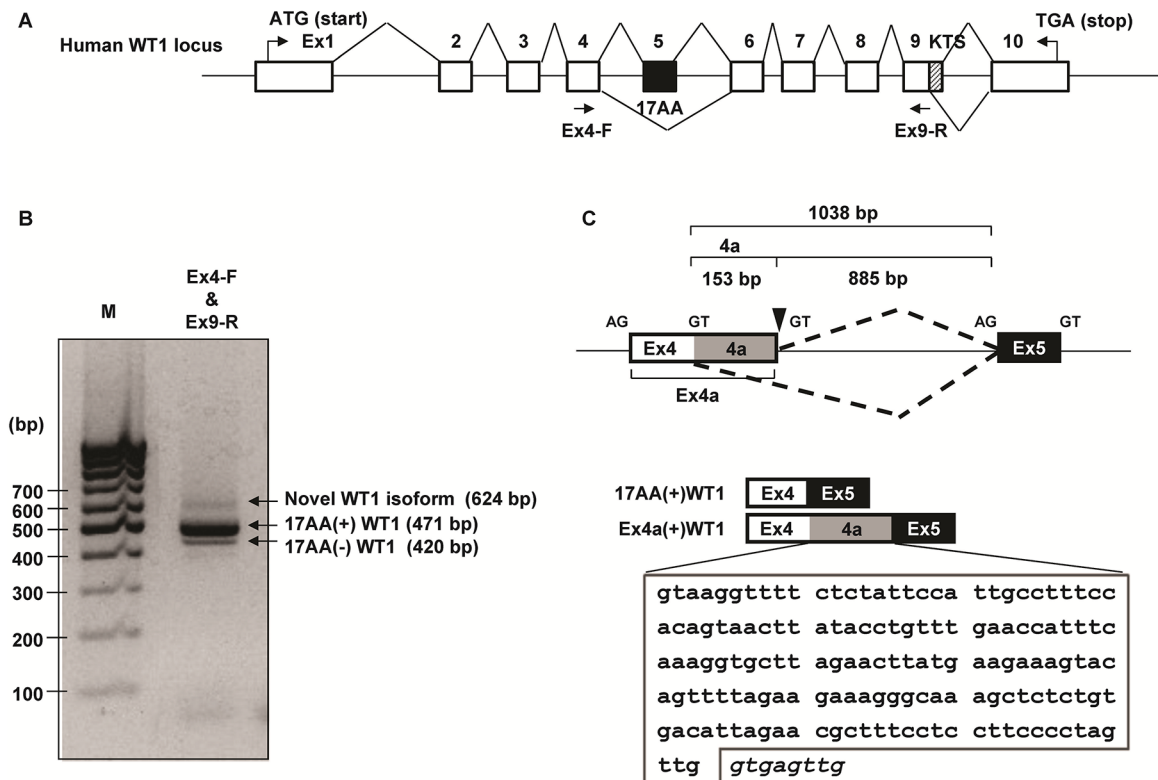 A
ATG (start)
TGA (stop)
Human WT1 locus
Ex1
2
3
4
5
6
7
8
9
KTS
10
17AA
Ex4-F
Ex9-R
B
Ex4-F
&
Ex9-R
M
(bp)
700
600
500
400
300
200
100
Novel WT1 isoform (624 bp)
17AA(+) WT1 (471 bp)
17AA(-) WT1 (420 bp)
C
1038 bp
4a
153 bp
885 bp
AG
GT
GT
AG
GT
Ex4
4a
Ex5
Ex4a
17AA(+)WT1
Ex4
Ex5
Ex4a(+)WT1
Ex4
4a
Ex5
gtaaggtttt ctctattcca ttgcctttcc
acagtaactt atacctgttt gaaccatttc
aaaggtgctt agaacttatg aagaaagtac
agttttagaa gaaagggcaa agctctctgt
gacattagaa cgctttcctc cttcccctag
ttg gtgagttg